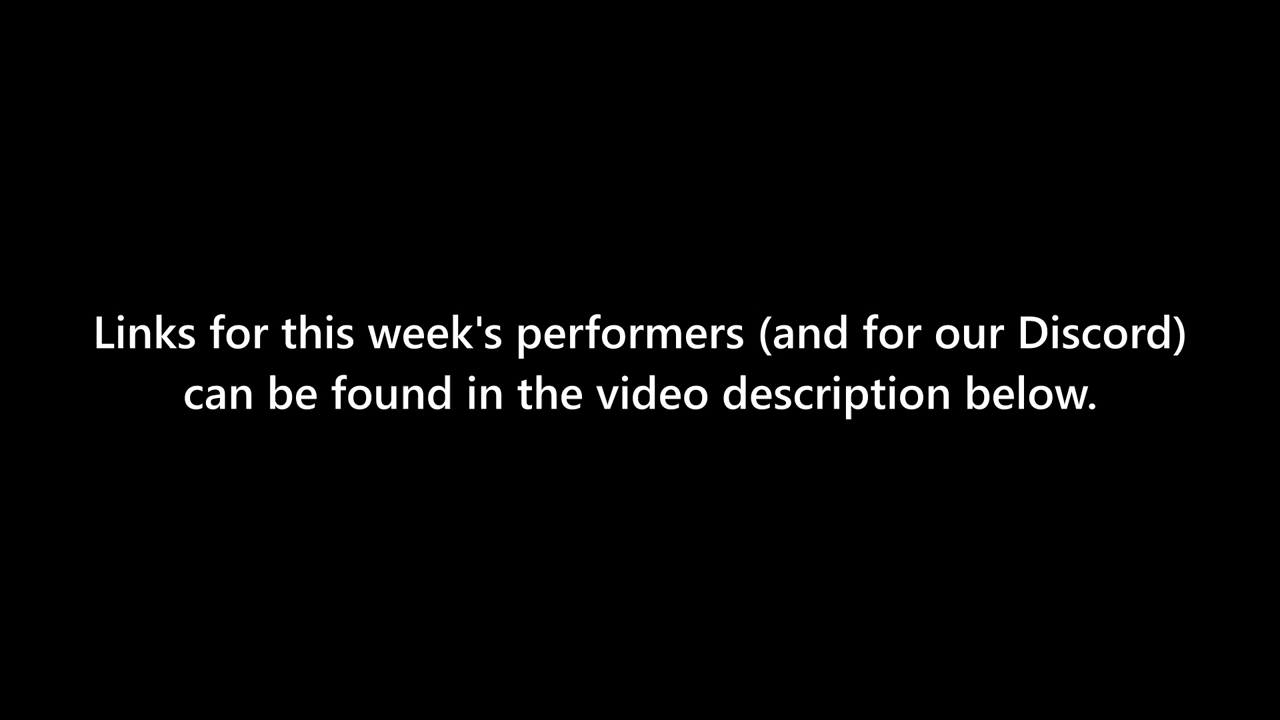 Links for this week's performers (and for our Discord)
can be found in the video description below.